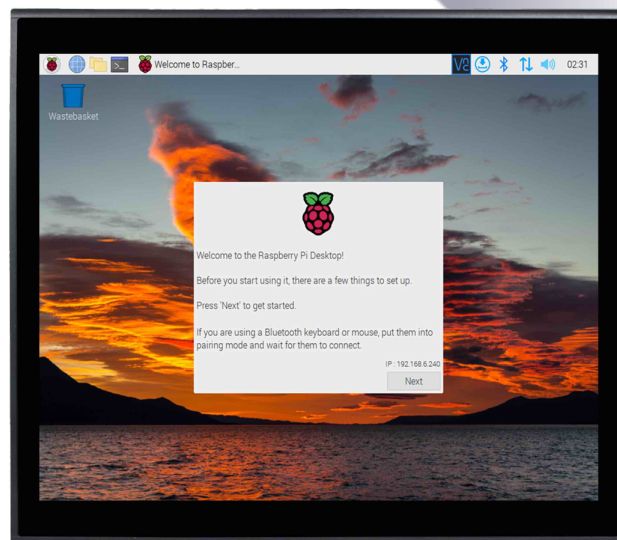 Welcome to Raspber...
02:31
Wastebasket
Welcome to the Raspberry Pi Desktop!
Before you start using it, there are a few things to set up.
Press 'Next' to get started.
If you are using a Bluetooth keyboard or mouse, put them into
pairing mode and wait for them to connect.
IP : 192.168.6.240
Next